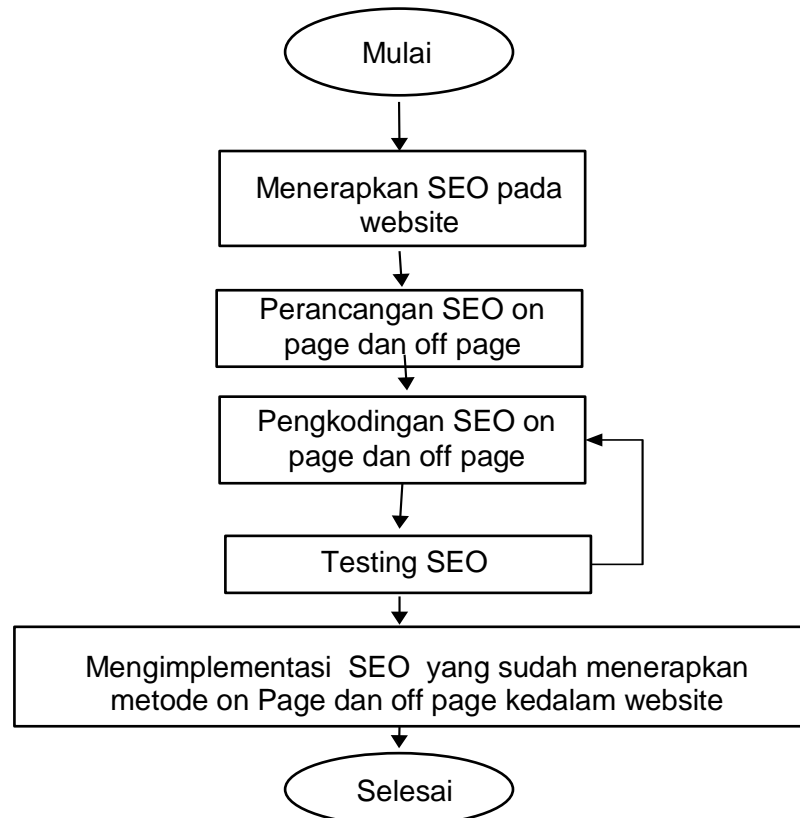 Mulai
Menerapkan SEO pada
website
Perancangan SEO on
page dan off page
Pengkodingan SEO on
page dan off page
Testing SEO
Mengimplementasi SEO yang sudah menerapkan
metode on Page dan off page kedalam website
Selesai